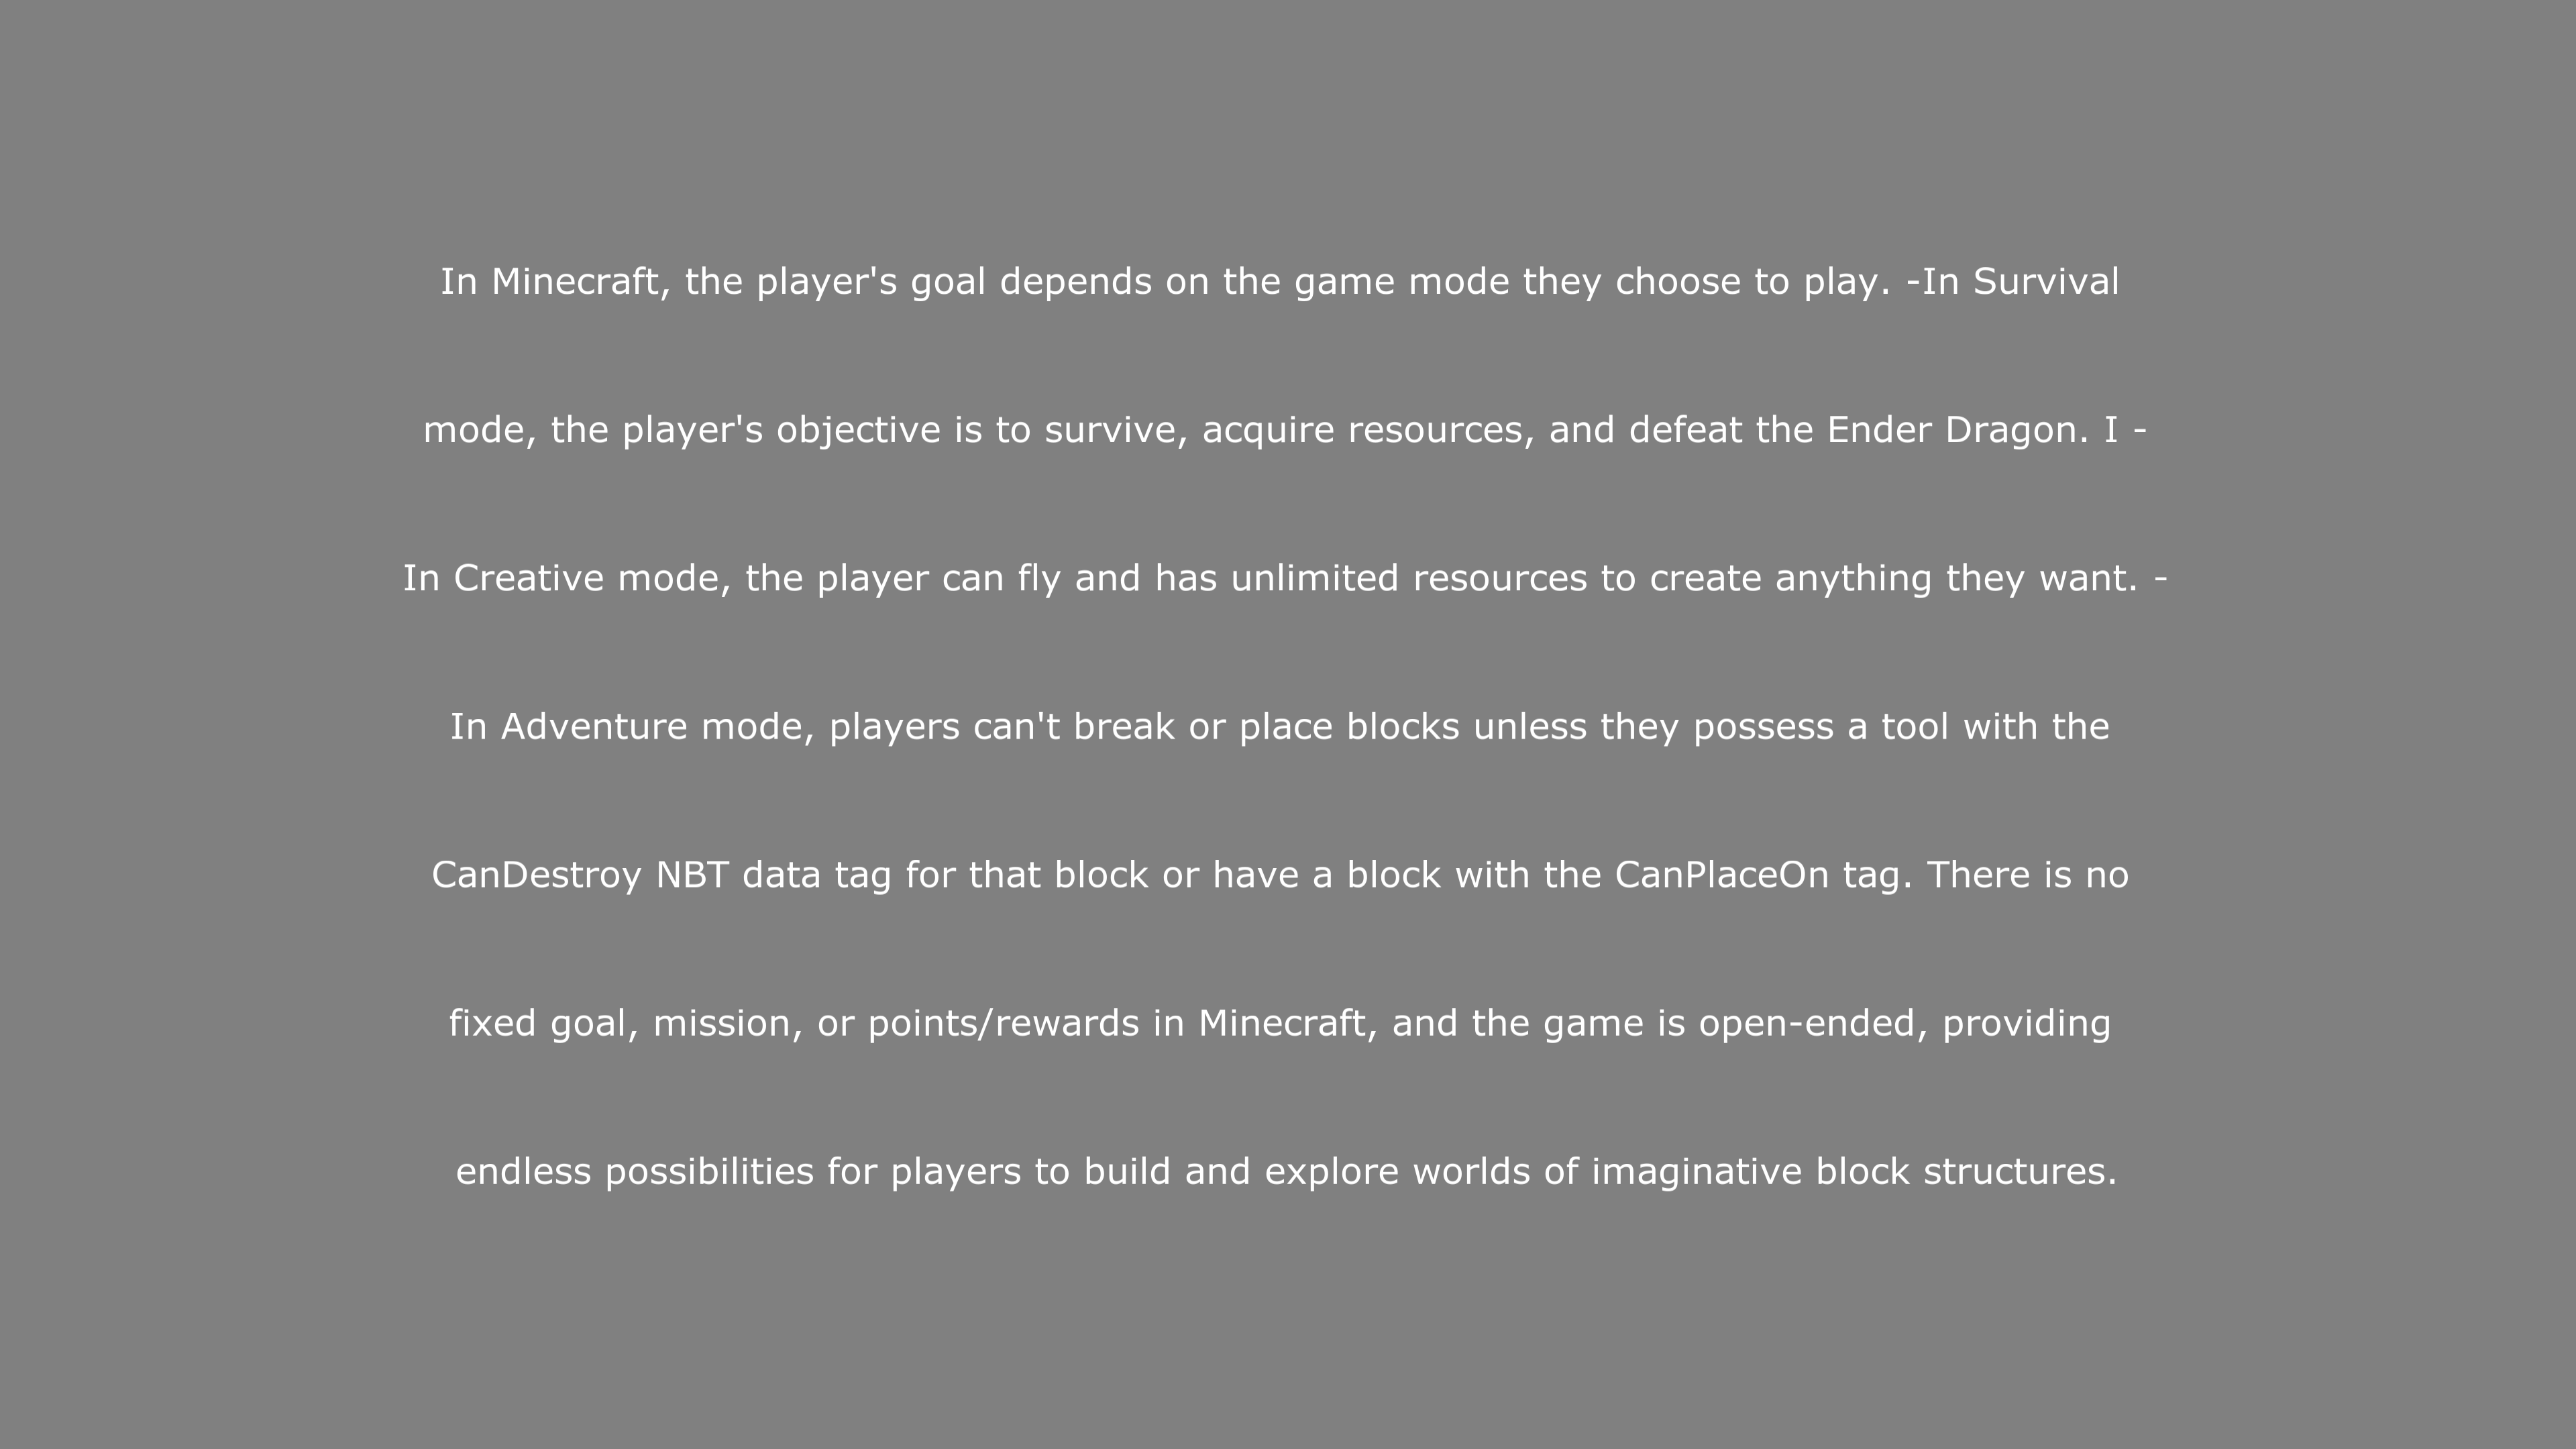 In Minecraft, the player's goal depends on the game mode they choose to play. -In Survival
mode, the player's objective is to survive, acquire resources, and defeat the Ender Dragon. I -
In Creative mode, the player can fly and has unlimited resources to create anything they want. -
In Adventure mode, players can't break or place blocks unless they possess a tool with the
CanDestroy NBT data tag for that block or have a block with the CanPlaceOn tag. There is no
fixed goal, mission, or points/rewards in Minecraft, and the game is open-ended, providing
endless possibilities for players to build and explore worlds of imaginative block structures.